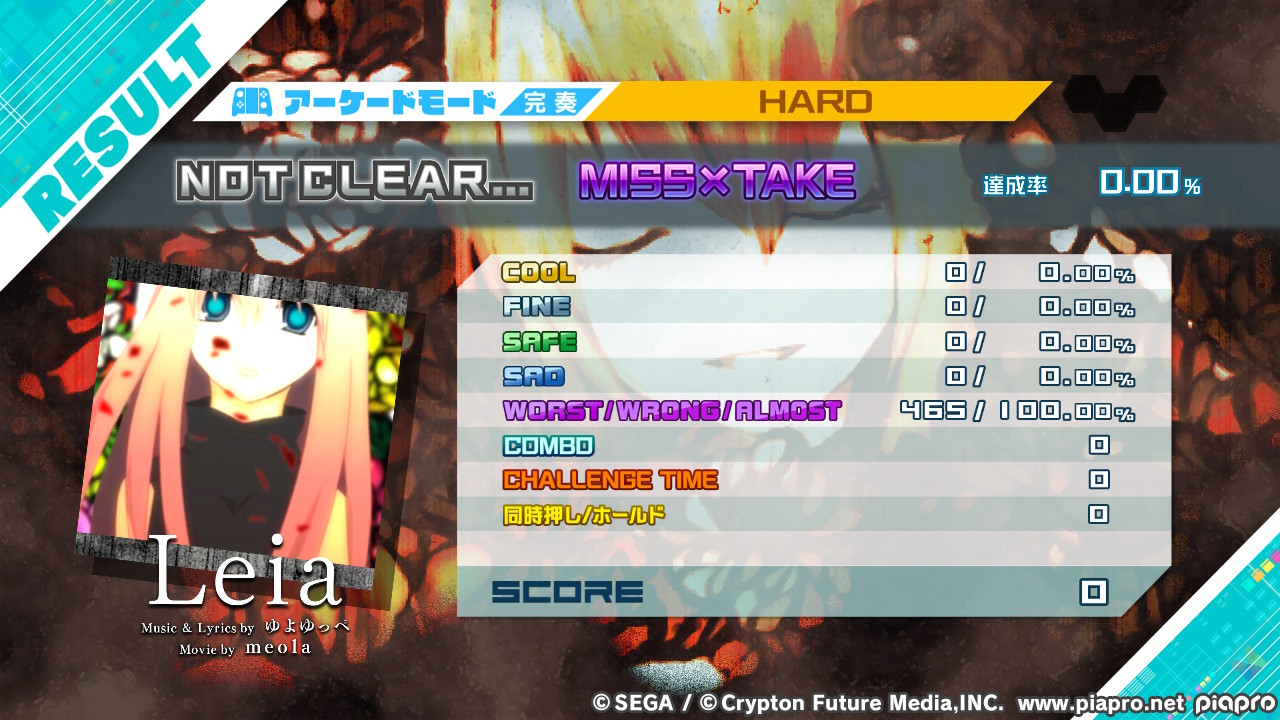 RESULT
アーケードモード 完奏 HARD
NOT CLEAR... MISS×TAKE 達成率 0.00%
COOL 0/ 0.00%
FINE 0/ 0.00%
SAFE 0/ 0.00%
SAD 0/ 0.00%
WORST/WRONG/ALMOST 465/ 100.00%
COMBO 0
CHALLENGE TIME 0
同時押し/ホールド 0
SCORE 0
Leia
Music & Lyrics by ゆよゆっぺ
Movie by meola
©SEGA / ©Crypton Future Media,INC. www.piapro.net piapro